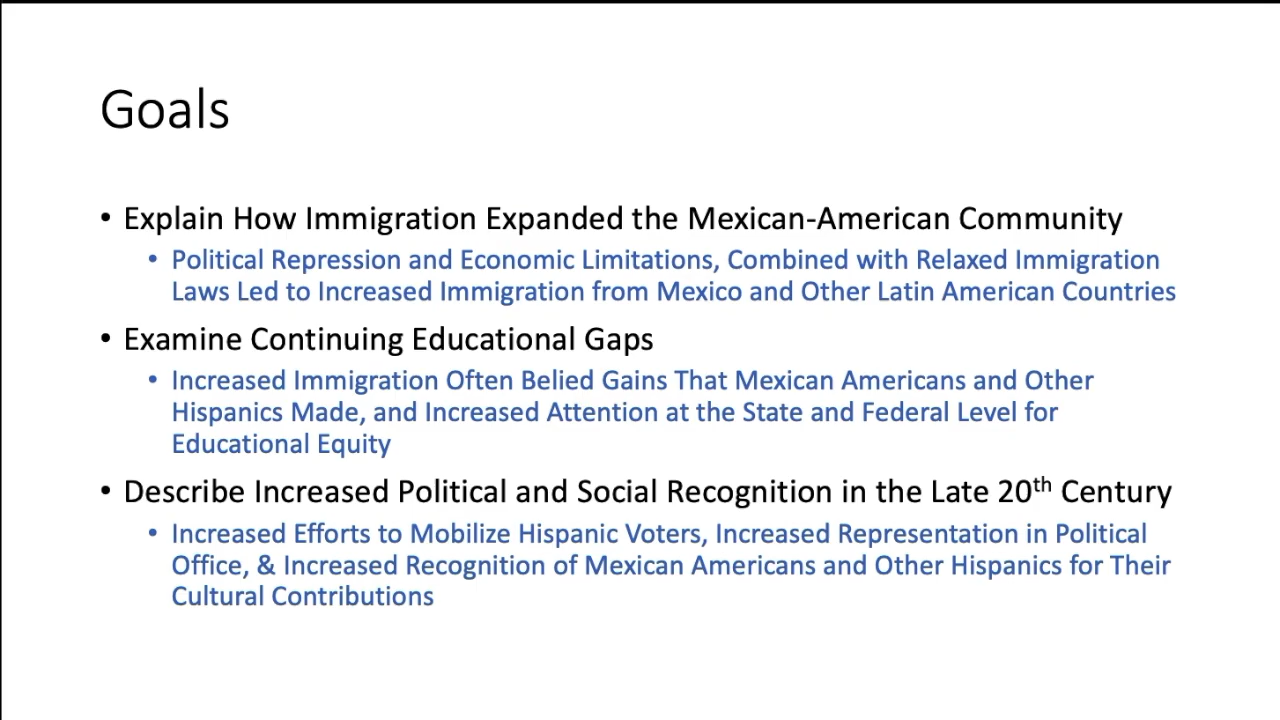 Goals
• Explain How Immigration Expanded the Mexican-American Community
• Political Repression and Economic Limitations, Combined with Relaxed Immigration
Laws Led to Increased Immigration from Mexico and Other Latin American Countries
• Examine Continuing Educational Gaps
• Increased Immigration Often Belied Gains That Mexican Americans and Other
Hispanics Made, and Increased Attention at the State and Federal Level for
Educational Equity
• Describe Increased Political and Social Recognition in the Late 20th Century
• Increased Efforts to Mobilize Hispanic Voters, Increased Representation in Political
Office, & Increased Recognition of Mexican Americans and Other Hispanics for Their
Cultural Contributions